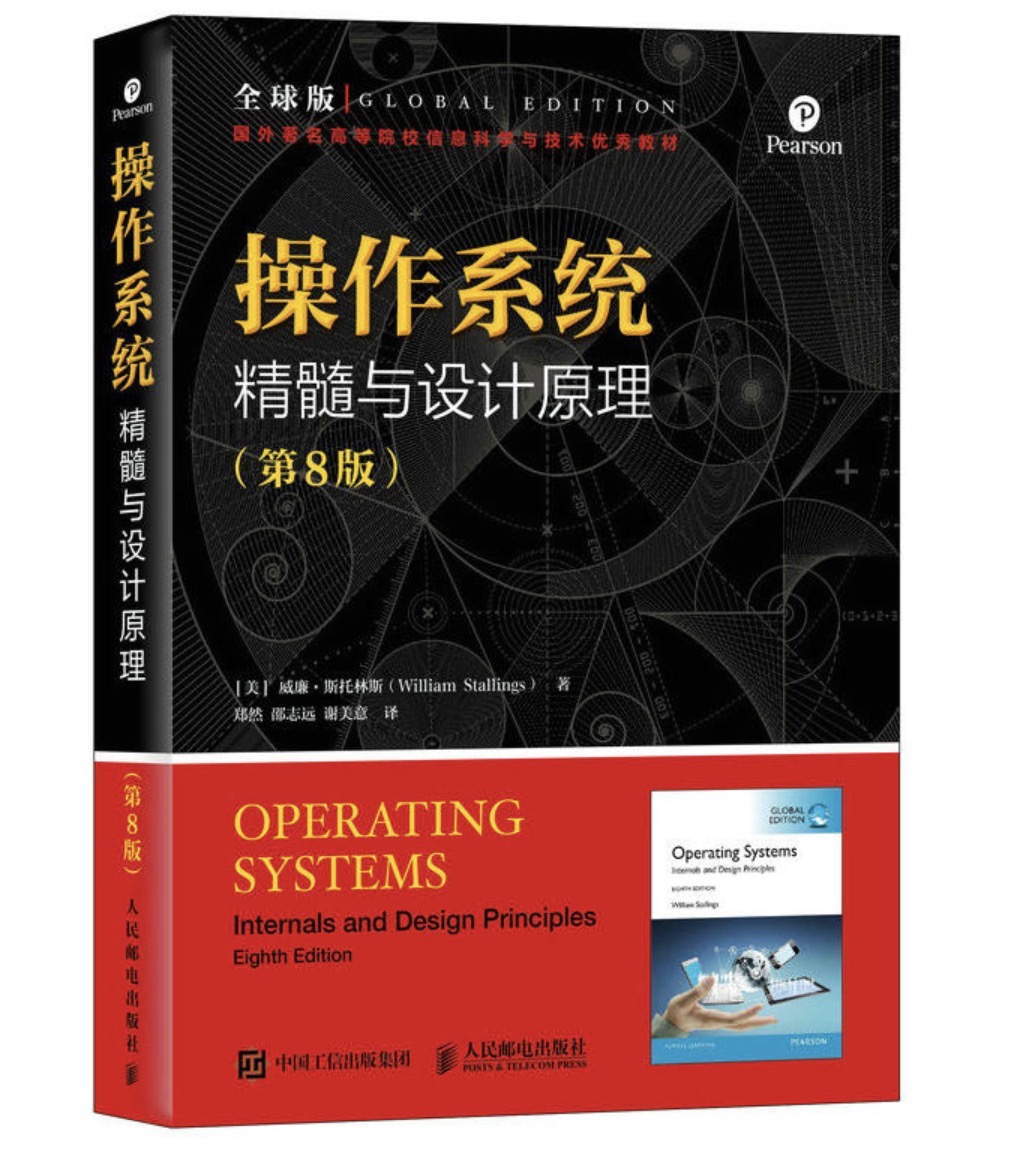 Pearson
操作系统
精髓与设计原理
(第8版)
人民邮电出版社
全球版|GLOBAL EDITION
国外著名高等院校信息科学与技术优秀教材
Pearson
操作系统
精髓与设计原理
(第8版)
[美] 威廉·斯托林斯(William Stallings) 著
郑然 邵志远 谢美意 译
OPERATING
SYSTEMS
Internals and Design Principles
Eighth Edition
GLOBAL
EDITION
Operating Systems
Internals and Design Principles
EIGHTH EDITION
William Stallings
ALWAYS LEARNING
PEARSON
中国工信出版集团
人民邮电出版社
POSTS & TELECOM PRESS